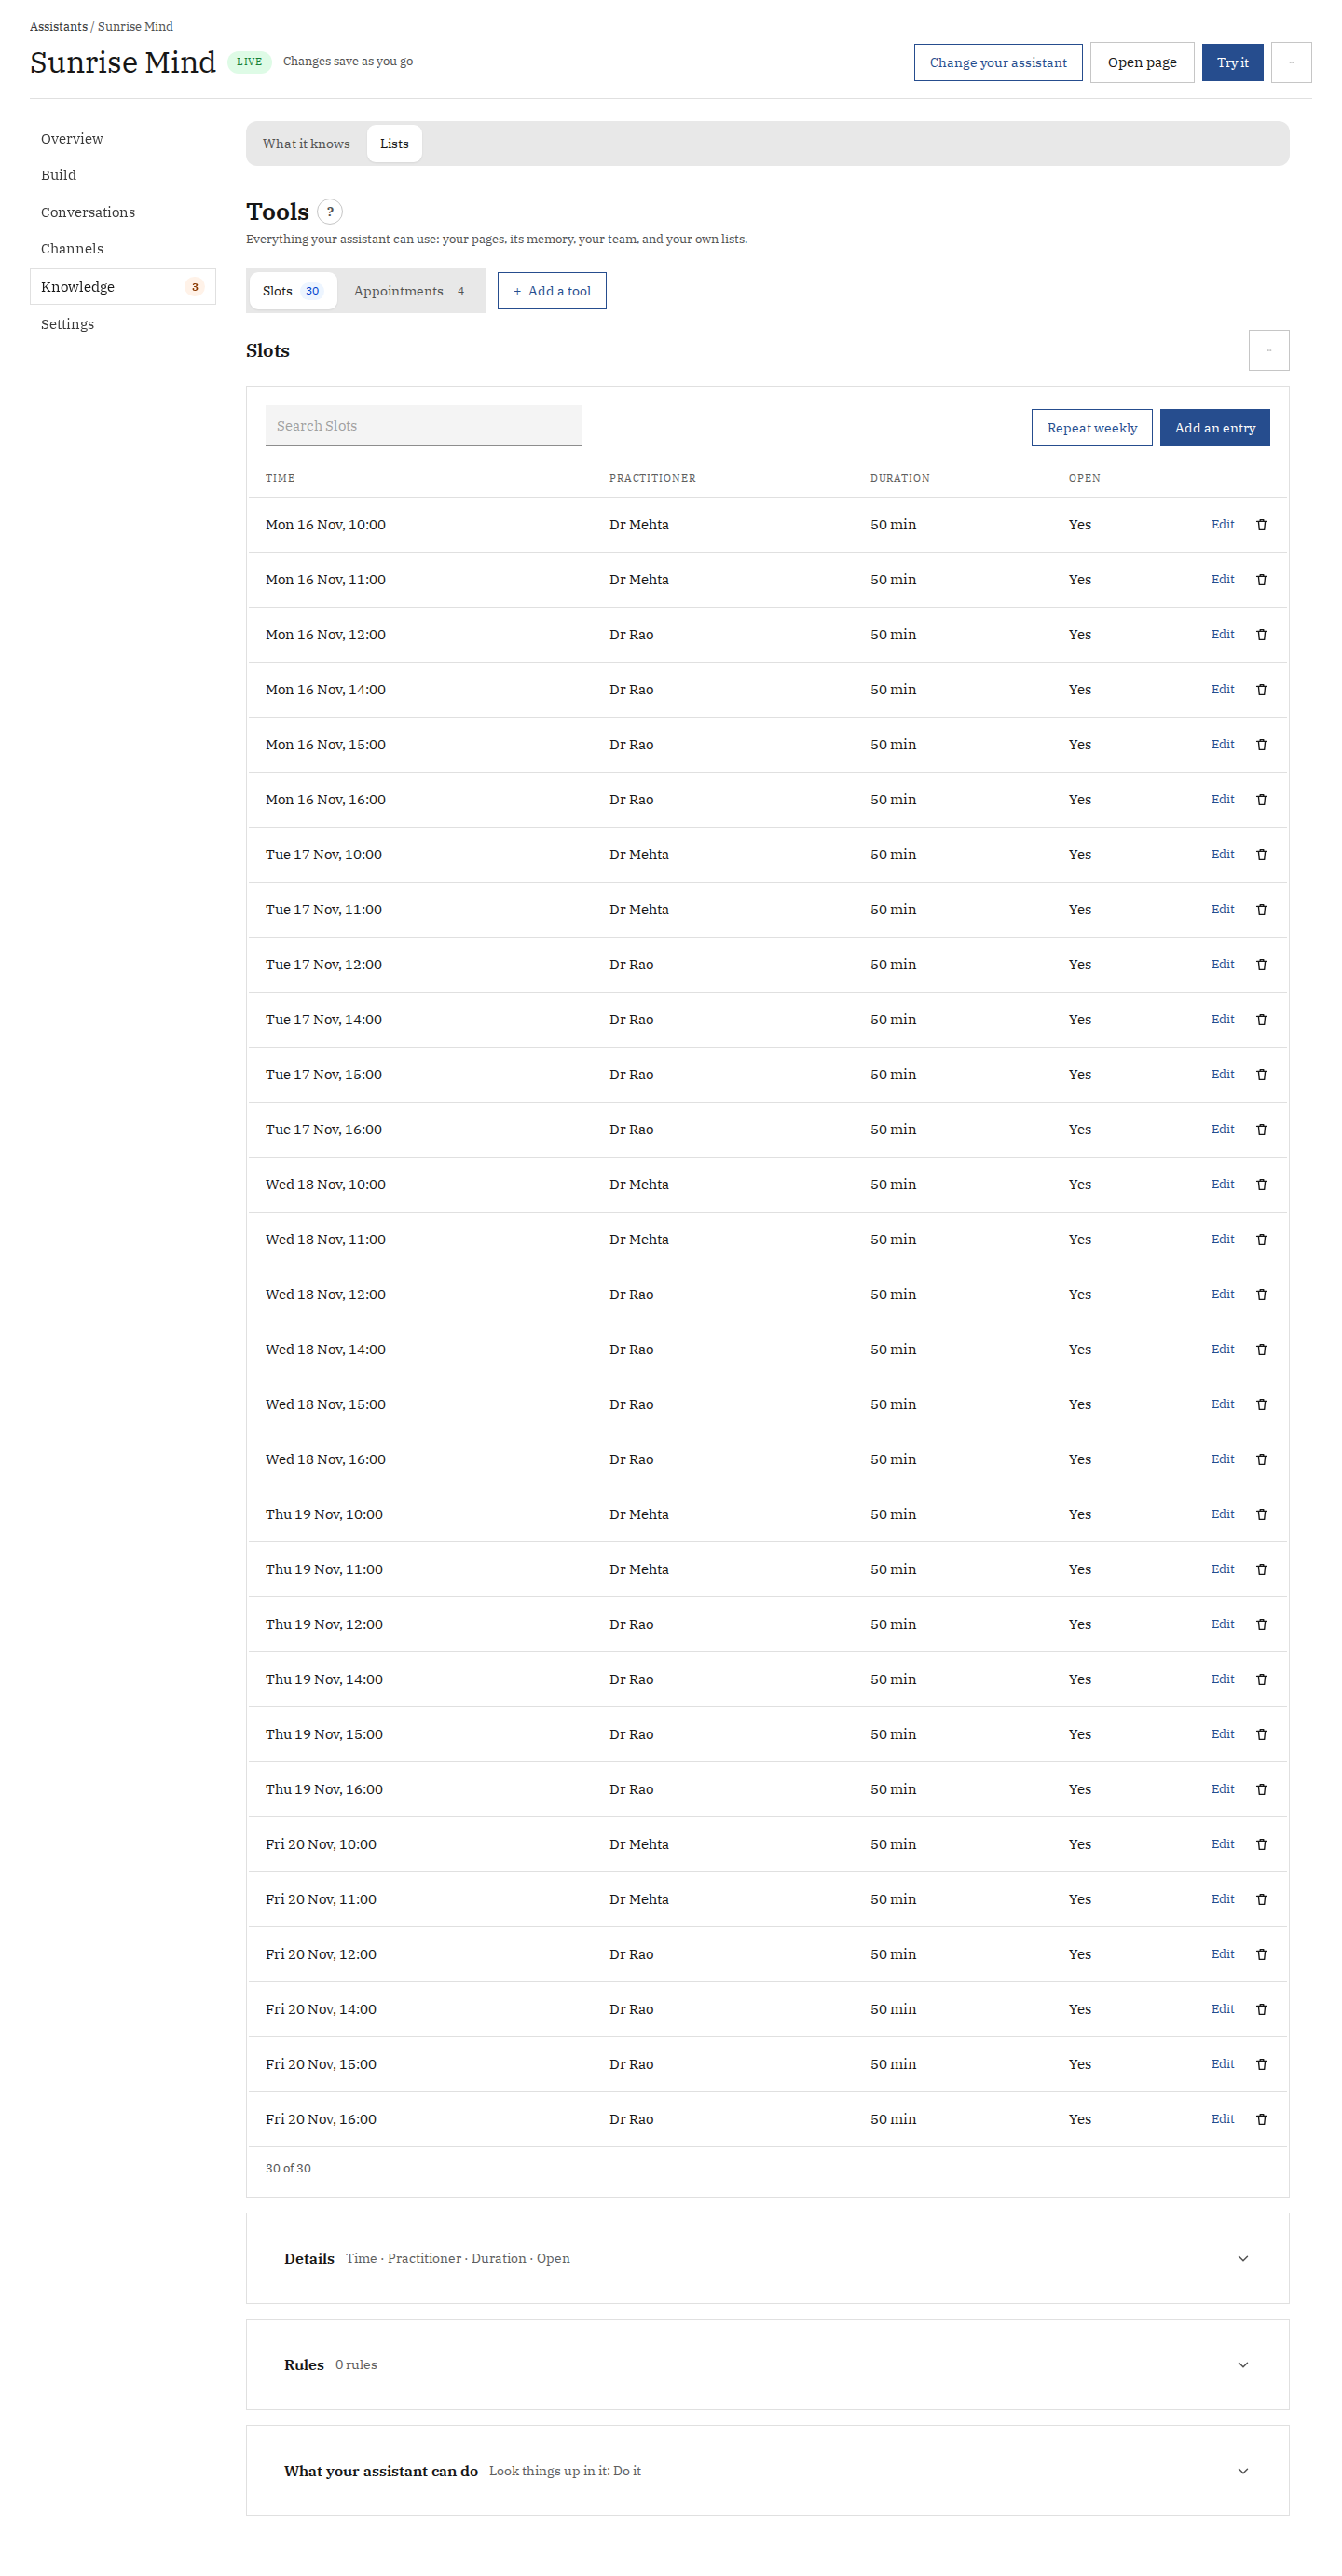 Assistants / Sunrise Mind
Sunrise Mind LIVE Changes save as you go Change your assistant Open page Try it
Overview
Build
Conversations
Channels
Knowledge 3
Settings
What it knows Lists
Tools ?
Everything your assistant can use: your pages, its memory, your team, and your own lists.
Slots 30 Appointments 4 + Add a tool
Slots
Search Slots Repeat weekly Add an entry
TIME PRACTITIONER DURATION OPEN
Mon 16 Nov, 10:00 Dr Mehta 50 min Yes Edit
Mon 16 Nov, 11:00 Dr Mehta 50 min Yes Edit
Mon 16 Nov, 12:00 Dr Rao 50 min Yes Edit
Mon 16 Nov, 14:00 Dr Rao 50 min Yes Edit
Mon 16 Nov, 15:00 Dr Rao 50 min Yes Edit
Mon 16 Nov, 16:00 Dr Rao 50 min Yes Edit
Tue 17 Nov, 10:00 Dr Mehta 50 min Yes Edit
Tue 17 Nov, 11:00 Dr Mehta 50 min Yes Edit
Tue 17 Nov, 12:00 Dr Rao 50 min Yes Edit
Tue 17 Nov, 14:00 Dr Rao 50 min Yes Edit
Tue 17 Nov, 15:00 Dr Rao 50 min Yes Edit
Tue 17 Nov, 16:00 Dr Rao 50 min Yes Edit
Wed 18 Nov, 10:00 Dr Mehta 50 min Yes Edit
Wed 18 Nov, 11:00 Dr Mehta 50 min Yes Edit
Wed 18 Nov, 12:00 Dr Rao 50 min Yes Edit
Wed 18 Nov, 14:00 Dr Rao 50 min Yes Edit
Wed 18 Nov, 15:00 Dr Rao 50 min Yes Edit
Wed 18 Nov, 16:00 Dr Rao 50 min Yes Edit
Thu 19 Nov, 10:00 Dr Mehta 50 min Yes Edit
Thu 19 Nov, 11:00 Dr Mehta 50 min Yes Edit
Thu 19 Nov, 12:00 Dr Rao 50 min Yes Edit
Thu 19 Nov, 14:00 Dr Rao 50 min Yes Edit
Thu 19 Nov, 15:00 Dr Rao 50 min Yes Edit
Thu 19 Nov, 16:00 Dr Rao 50 min Yes Edit
Fri 20 Nov, 10:00 Dr Mehta 50 min Yes Edit
Fri 20 Nov, 11:00 Dr Mehta 50 min Yes Edit
Fri 20 Nov, 12:00 Dr Rao 50 min Yes Edit
Fri 20 Nov, 14:00 Dr Rao 50 min Yes Edit
Fri 20 Nov, 15:00 Dr Rao 50 min Yes Edit
Fri 20 Nov, 16:00 Dr Rao 50 min Yes Edit
30 of 30
Details Time · Practitioner · Duration · Open
Rules 0 rules
What your assistant can do Look things up in it: Do it